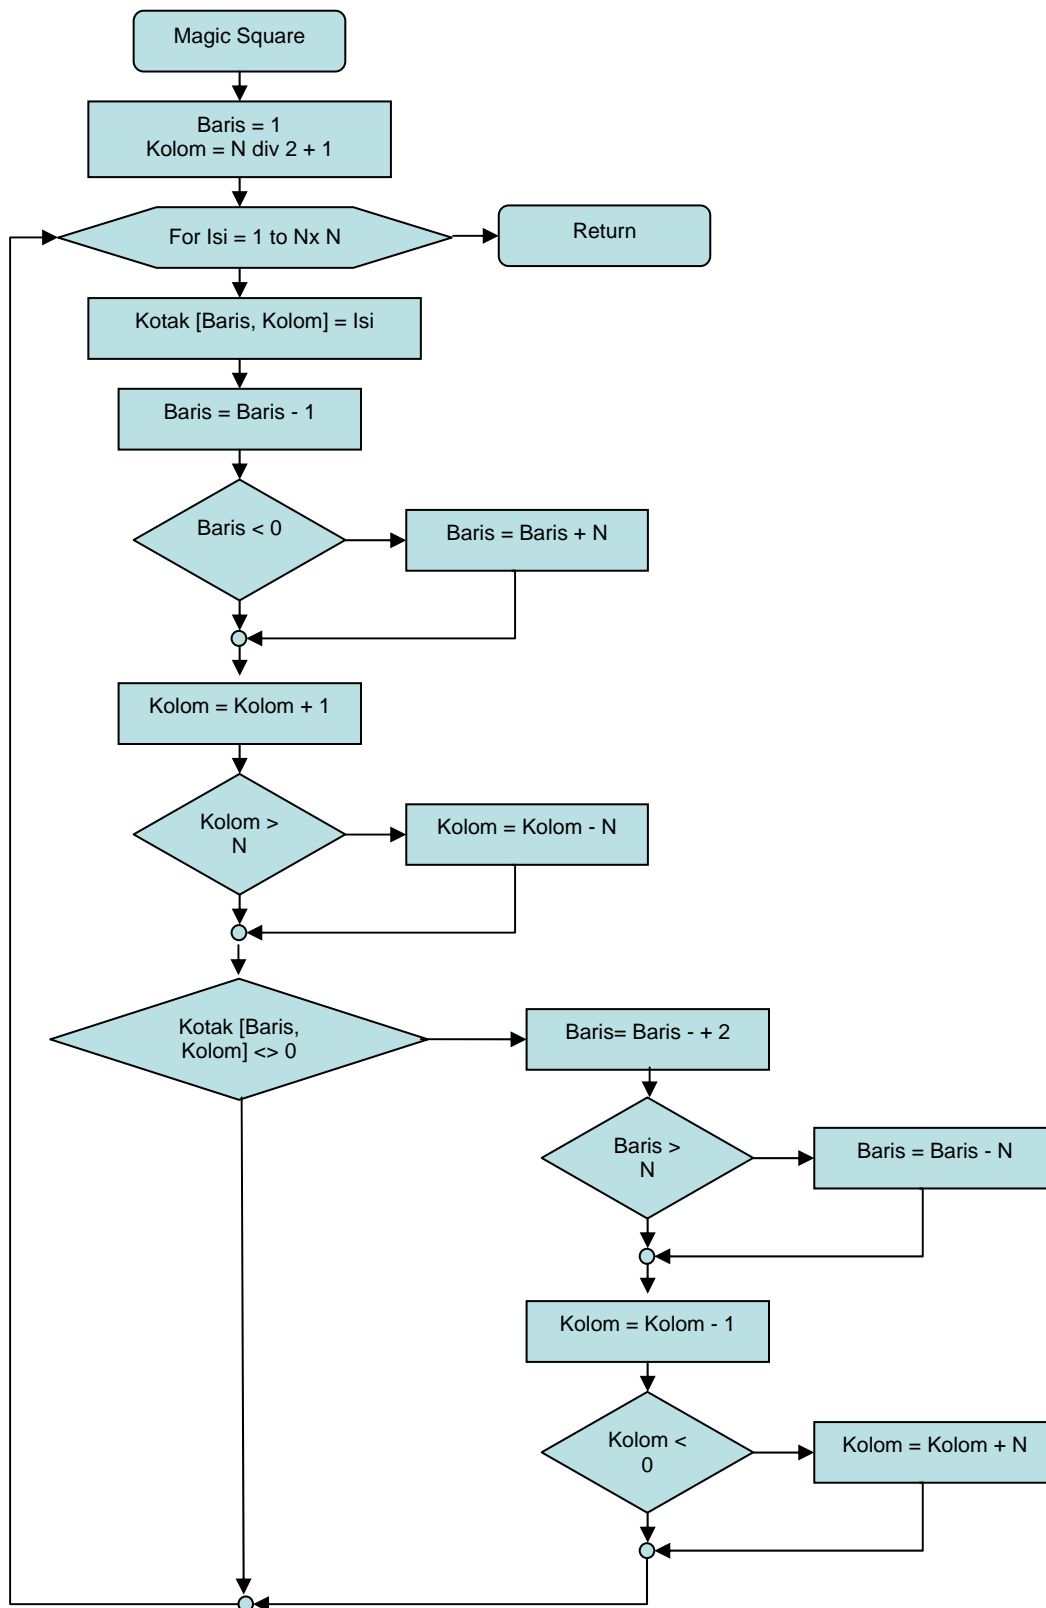 Magic Square
Baris = 1
Kolom = N div 2 + 1
For Isi = 1 to Nx N
Return
Kotak [Baris, Kolom] = Isi
Baris = Baris - 1
Baris < 0
Baris = Baris + N
Kolom = Kolom + 1
Kolom >
N
Kolom = Kolom - N
Kotak [Baris,
Kolom] <> 0
Baris= Baris - + 2
Baris >
N
Baris = Baris - N
Kolom = Kolom - 1
Kolom <
0
Kolom = Kolom + N